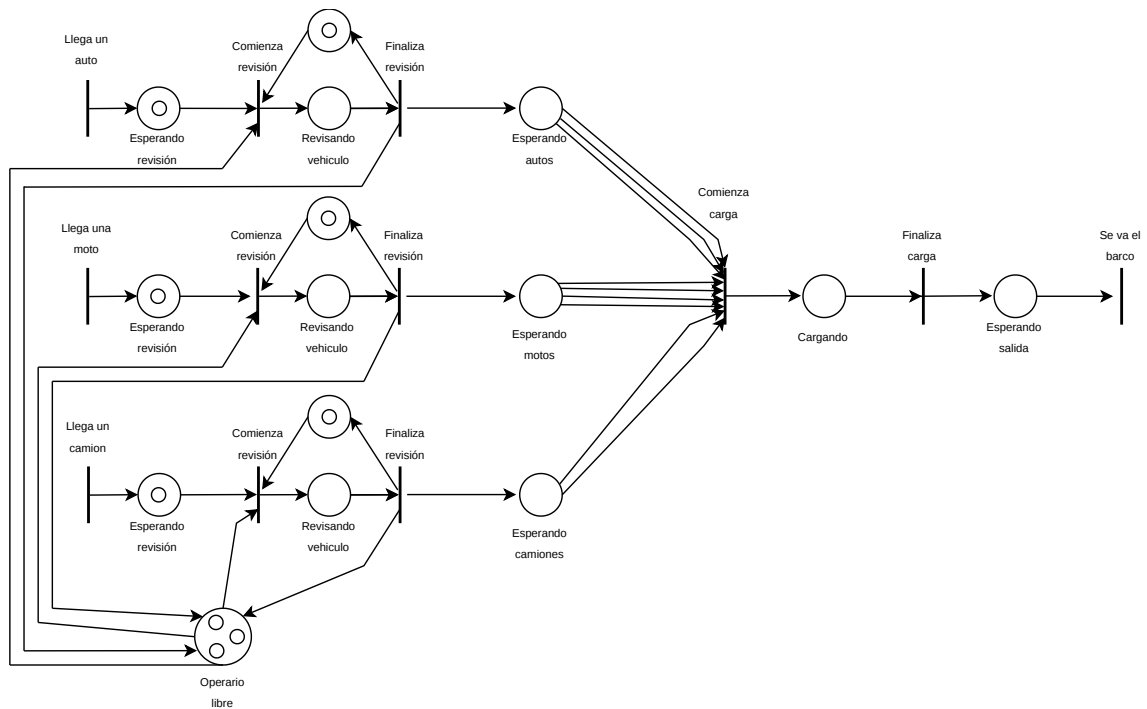 Llega un
auto
Comienza
revisión
Finaliza
revisión
Esperando
revisión
Revisando
vehiculo
Esperando
autos
Comienza
carga
Llega una
moto
Comienza
revisión
Finaliza
revisión
Finaliza
carga
Se va el
barco
Esperando
revisión
Revisando
vehiculo
Esperando
motos
Cargando
Esperando
salida
Llega un
camion
Comienza
revisión
Finaliza
revisión
Esperando
revisión
Revisando
vehiculo
Esperando
camiones
Operario
libre